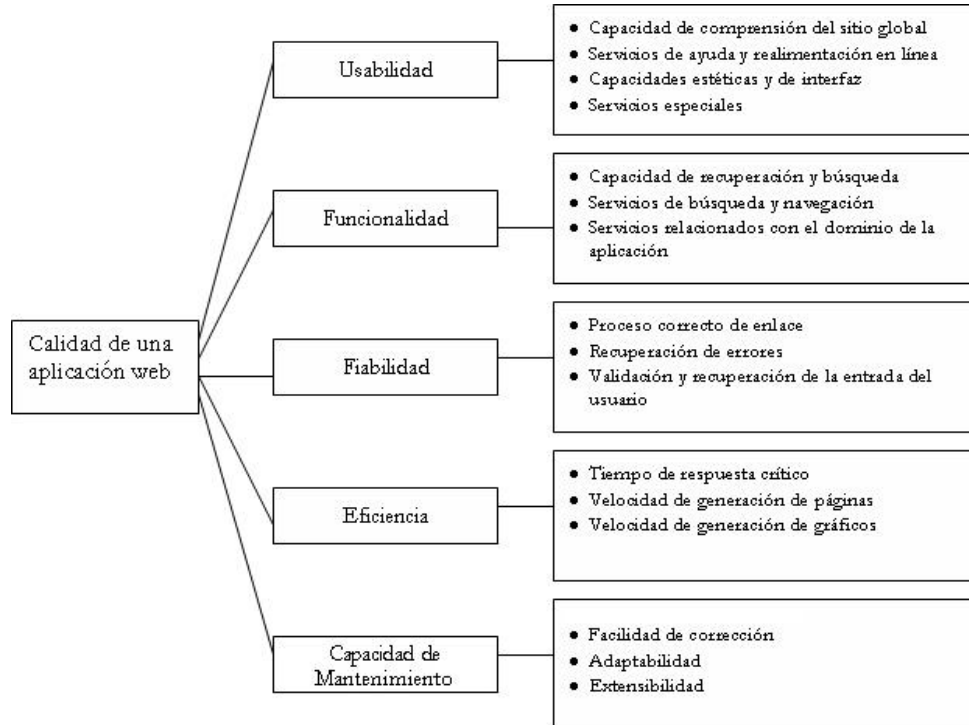 Calidad de una
aplicación web
Usabilidad
● Capacidad de comprensión del sitio global
● Servicios de ayuda y realimentación en línea
● Capacidades estéticas y de interfaz
● Servicios especiales
Funcionalidad
● Capacidad de recuperación y búsqueda
● Servicios de búsqueda y navegación
● Servicios relacionados con el dominio de la
aplicación
Fiabilidad
● Proceso correcto de enlace
● Recuperación de errores
● Validación y recuperación de la entrada del
usuario
Eficiencia
● Tiempo de respuesta crítico
● Velocidad de generación de páginas
● Velocidad de generación de gráficos
Capacidad de
Mantenimiento
● Facilidad de corrección
● Adaptabilidad
● Extensibilidad